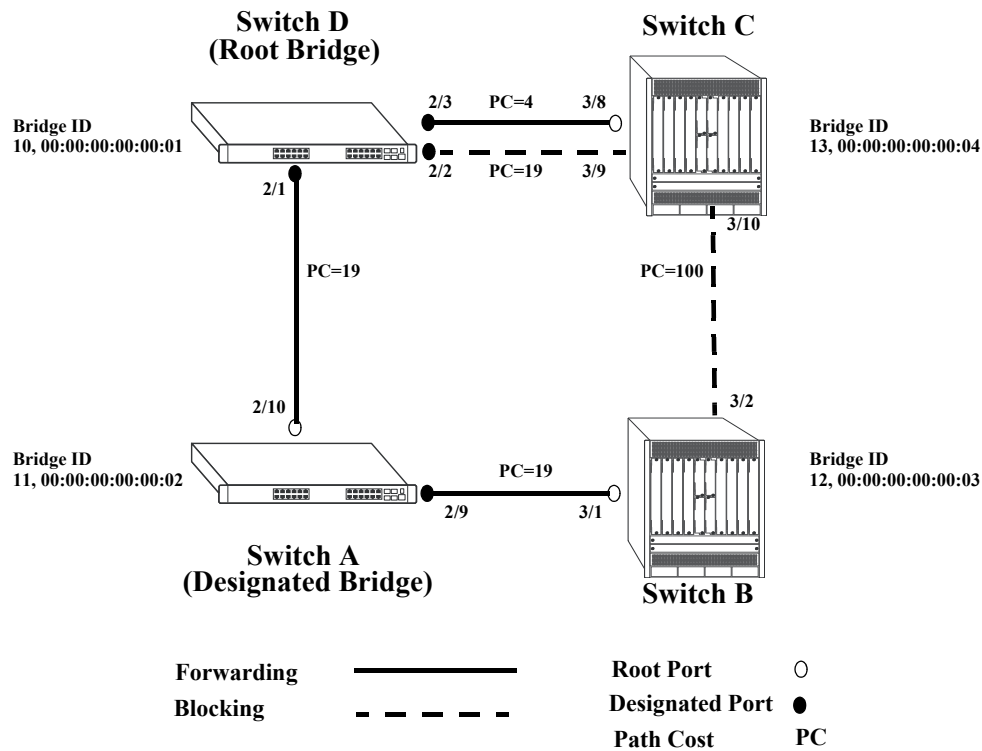 Switch D
(Root Bridge)
Switch C
Bridge ID
10, 00:00:00:00:00:01
2/3
PC=4
3/8
2/2
PC=19
3/9
Bridge ID
13, 00:00:00:00:00:04
2/1
3/10
PC=19
PC=100
2/10
3/2
Bridge ID
11, 00:00:00:00:00:02
PC=19
2/9
3/1
Bridge ID
12, 00:00:00:00:00:03
Switch A
(Designated Bridge)
Switch B
Forwarding
Root Port
Blocking
Designated Port
Path Cost
PC